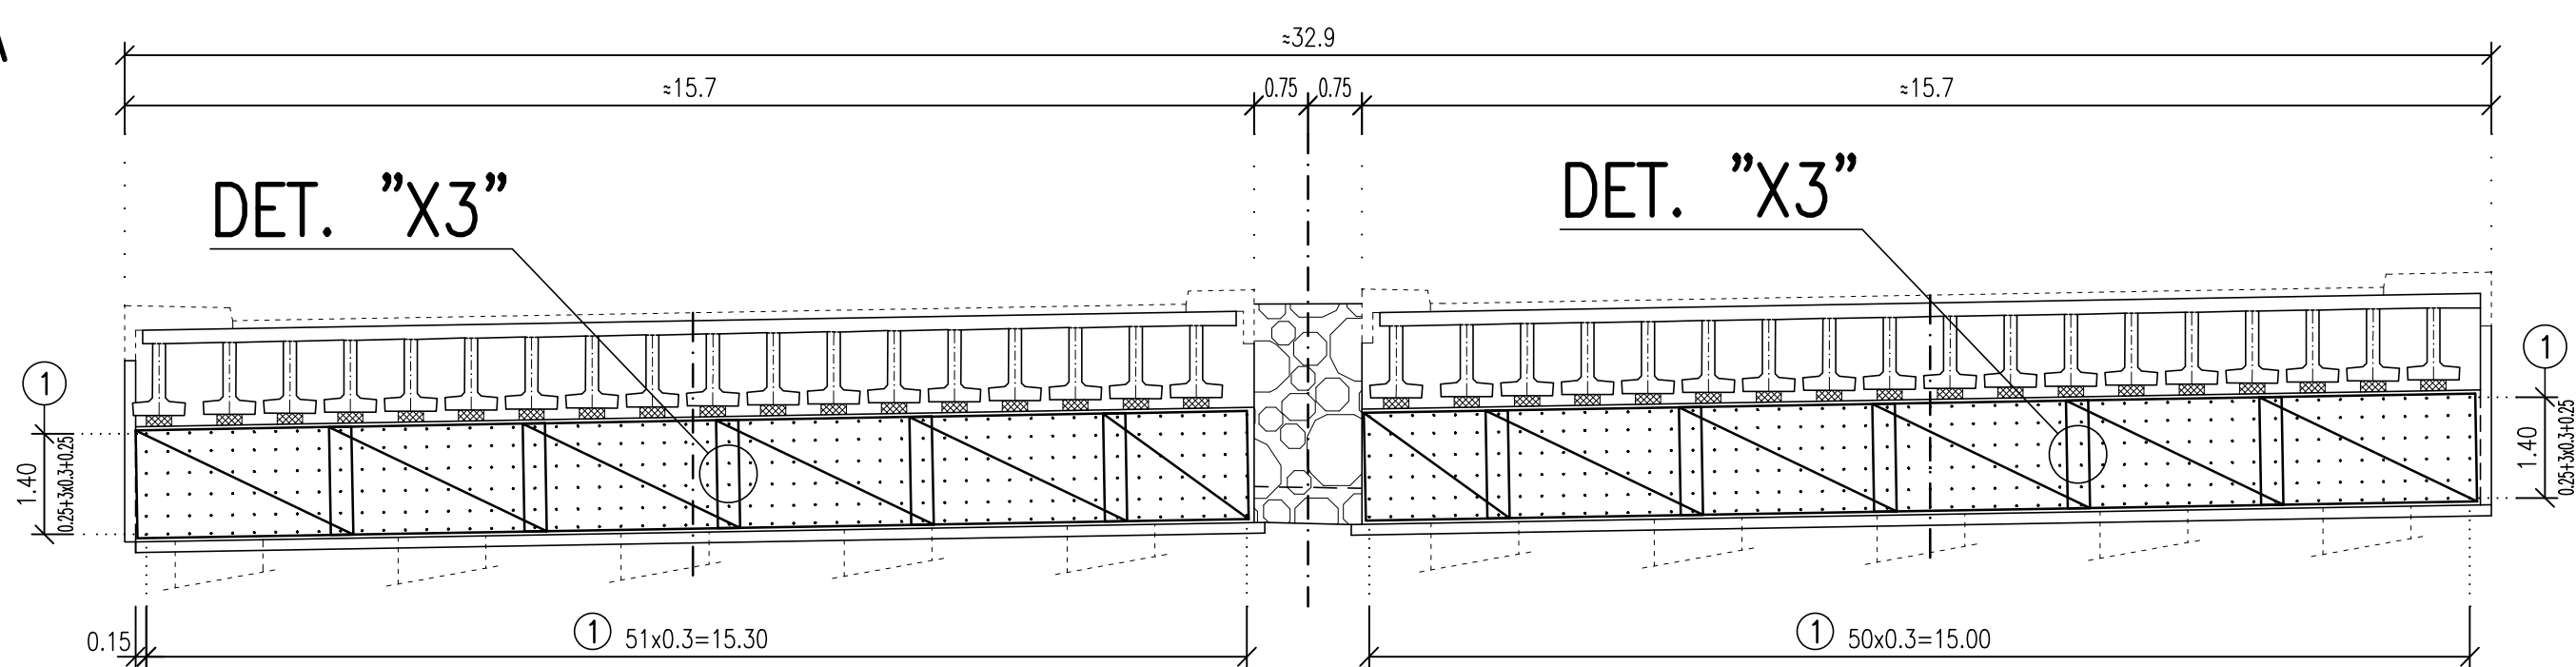 ≈32.9
≈15.7
0.75
0.75
≈15.7
DET. "X3"
DET. "X3"
1
1
1.40
0.25+3x0.3+0.25
1.40
0.25+3x0.3+0.25
0.15
1 51x0.3=15.30
1 50x0.3=15.00